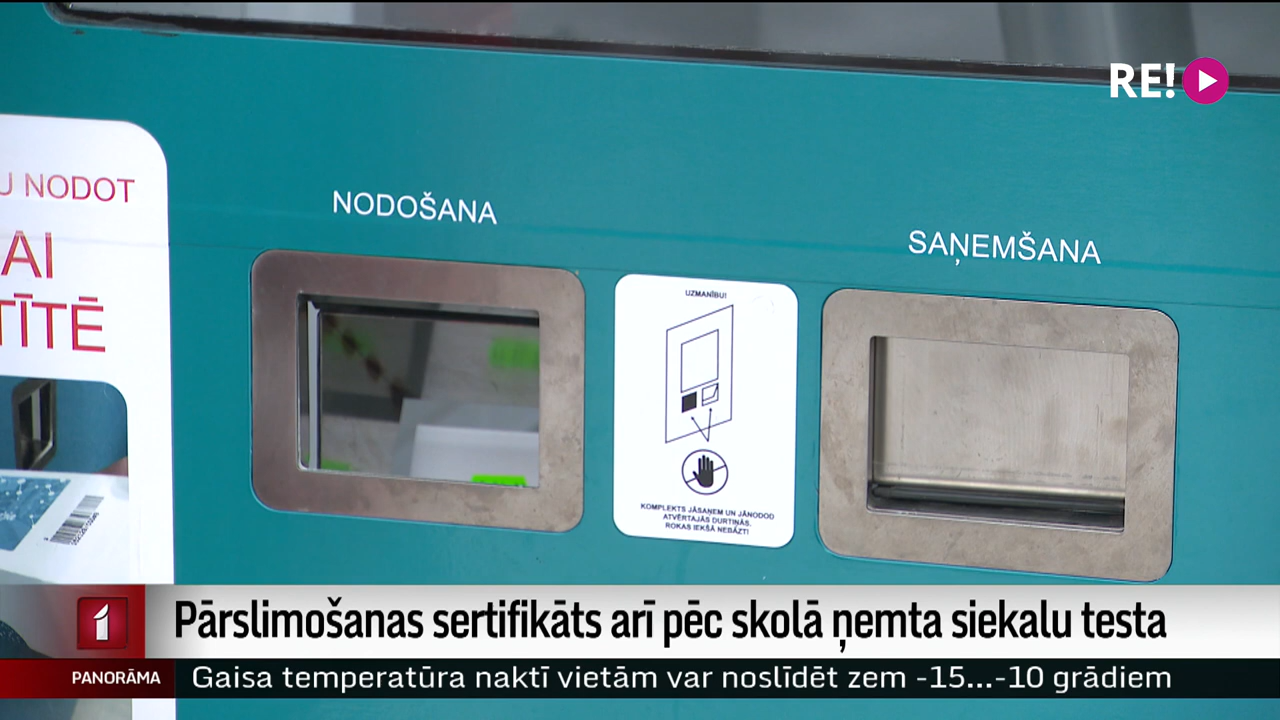 RE!
U NODOT
AI
TĪTĒ
NODOŠANA
SAŅEMŠANA
UZMANĪBU!
KOMPLEKTS JĀSAŅEM UN JĀNODOD
ATVĒRTAJĀS DURTIŅĀS.
ROKAS IEKŠĀ NEBĀZT!
1
Pārslimošanas sertifikāts arī pēc skolā ņemta siekalu testa
PANORĀMA
Gaisa temperatūra naktī vietām var noslīdēt zem -15...-10 grādiem